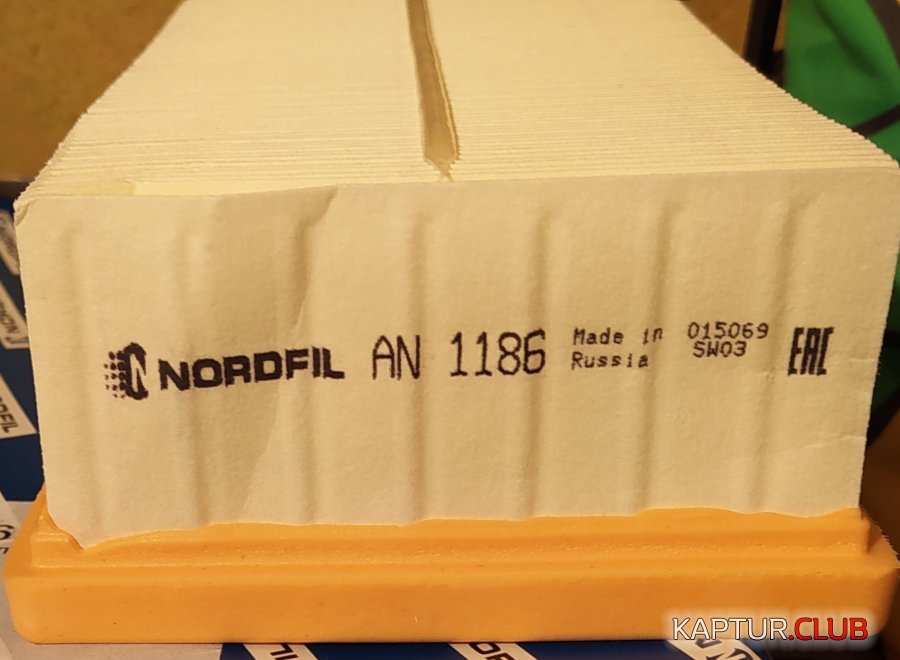 NORDFIL AN 1186 Made in Russia 015069 SW03 EAC
KAPTUR.CLUB